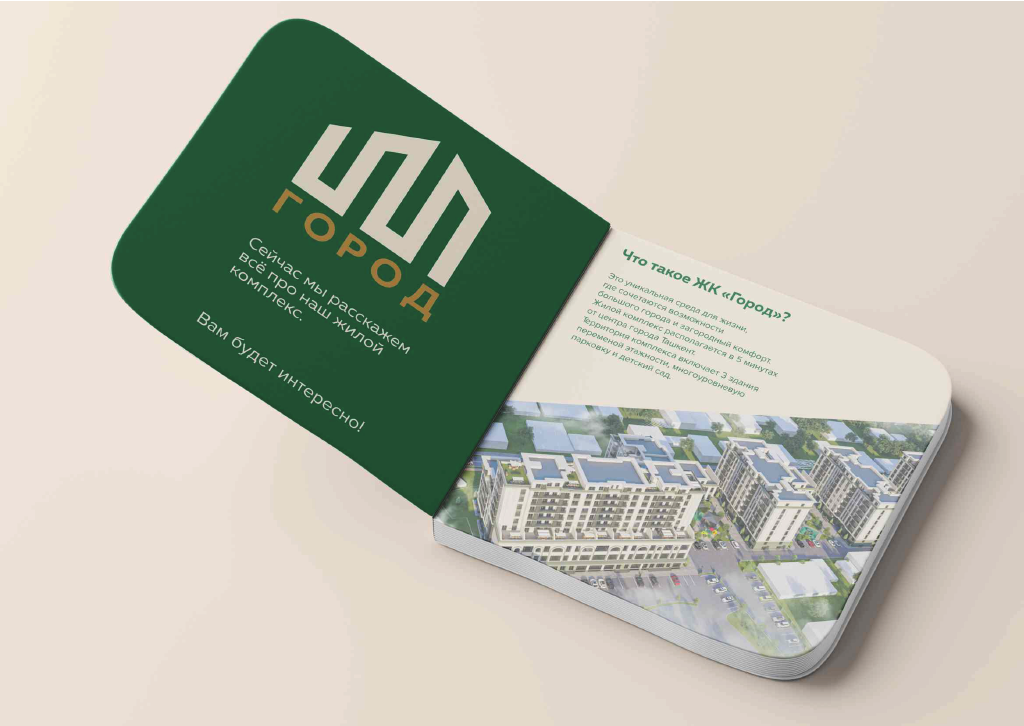 ГОРОД
Сейчас мы расскажем
всё про наш жилой
комплекс.
Вам будет интересно!
Что такое ЖК «Город»?
Это уникальная среда для жизни,
где сочетаются возможности
большого города и загородный комфорт.
Жилой комплекс располагается в 5 минутах
от центра города Ташкент.
Территория комплекса включает 3 здания
переменой этажности, многоуровневую
парковку и детский сад.